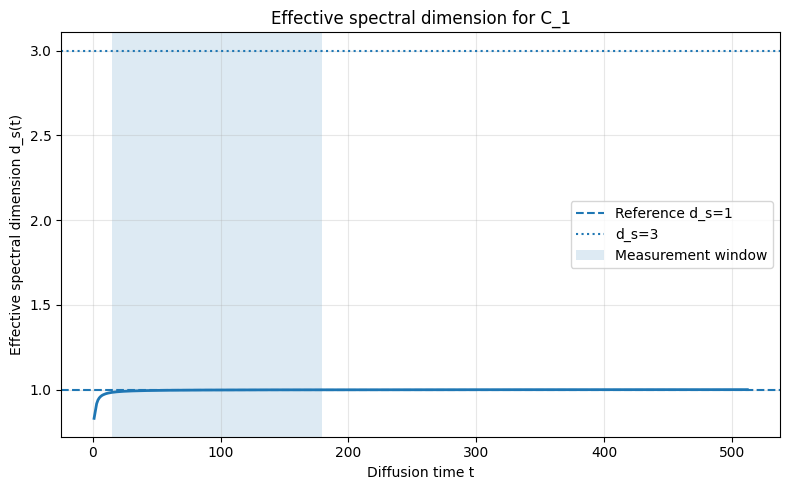 Effective spectral dimension for C_1
Effective spectral dimension d_s(t)
3.0
2.5
2.0
1.5
1.0
Reference d_s=1
d_s=3
Measurement window
0
100
200
300
400
500
Diffusion time t